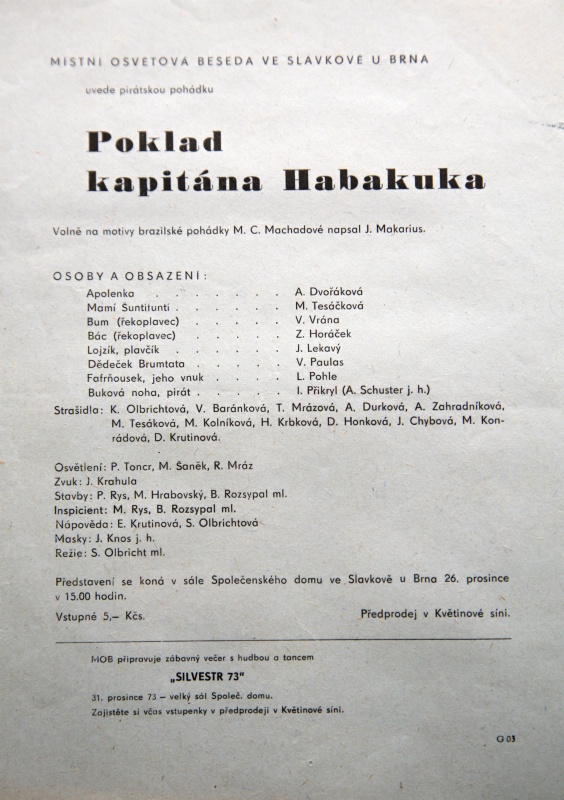 MÍSTNÍ OSVĚTOVÁ BESEDA VE SLAVKOVĚ U BRNA
uvede pirátskou pohádku
Poklad
kapitána Habakuka
Volně na motivy brazilské pohádky M. C. Machadové napsal J. Makarius.
OSOBY A OBSAZENÍ:
Apolenka . . . . . . . A. Dvořáková
Mamí Suntitunti . . . . . . M. Tesáčková
Bum (řekoplavec) . . . . . V. Vrána
Bác (řekoplavec) . . . . . Z. Horáček
Lojzík, plavčík . . . . . . J. Lekavý
Dědeček Brumtata . . . . . V. Paulas
Fafrňousek, jeho vnuk . . . . L. Pohle
Buková noha, pirát . . . . . I. Přikryl (A. Schuster j. h.)
Strašidla: K. Olbrichtová, V. Baránková, T. Mrázová, A. Durková, A. Zahradníková,
M. Tesáková, M. Kolníková, H. Krbková, D. Honková, J. Chybová, M. Kon-
rádová, D. Krutinová.
Osvětlení: P. Toncr, M. Šaněk, R. Mráz
Zvuk: J. Krahula
Stavby: P. Rys, M. Hrabovský, B. Rozsypal ml.
Inspicient: M. Rys, B. Rozsypal ml.
Nápověda: E. Krutinová, S. Olbrichtová
Masky: J. Knos j. h.
Režie: S. Olbricht ml.
Představení se koná v sále Společenského domu ve Slavkově u Brna 26. prosince
v 15.00 hodin.
Vstupné 5,– Kčs. Předprodej v Květinové síni.
MOB připravuje zábavný večer s hudbou a tancem
„SILVESTR 73"
31. prosince 73 – velký sál Společ. domu.
Zajistěte si včas vstupenky v předprodeji v Květinové síni.
G 03